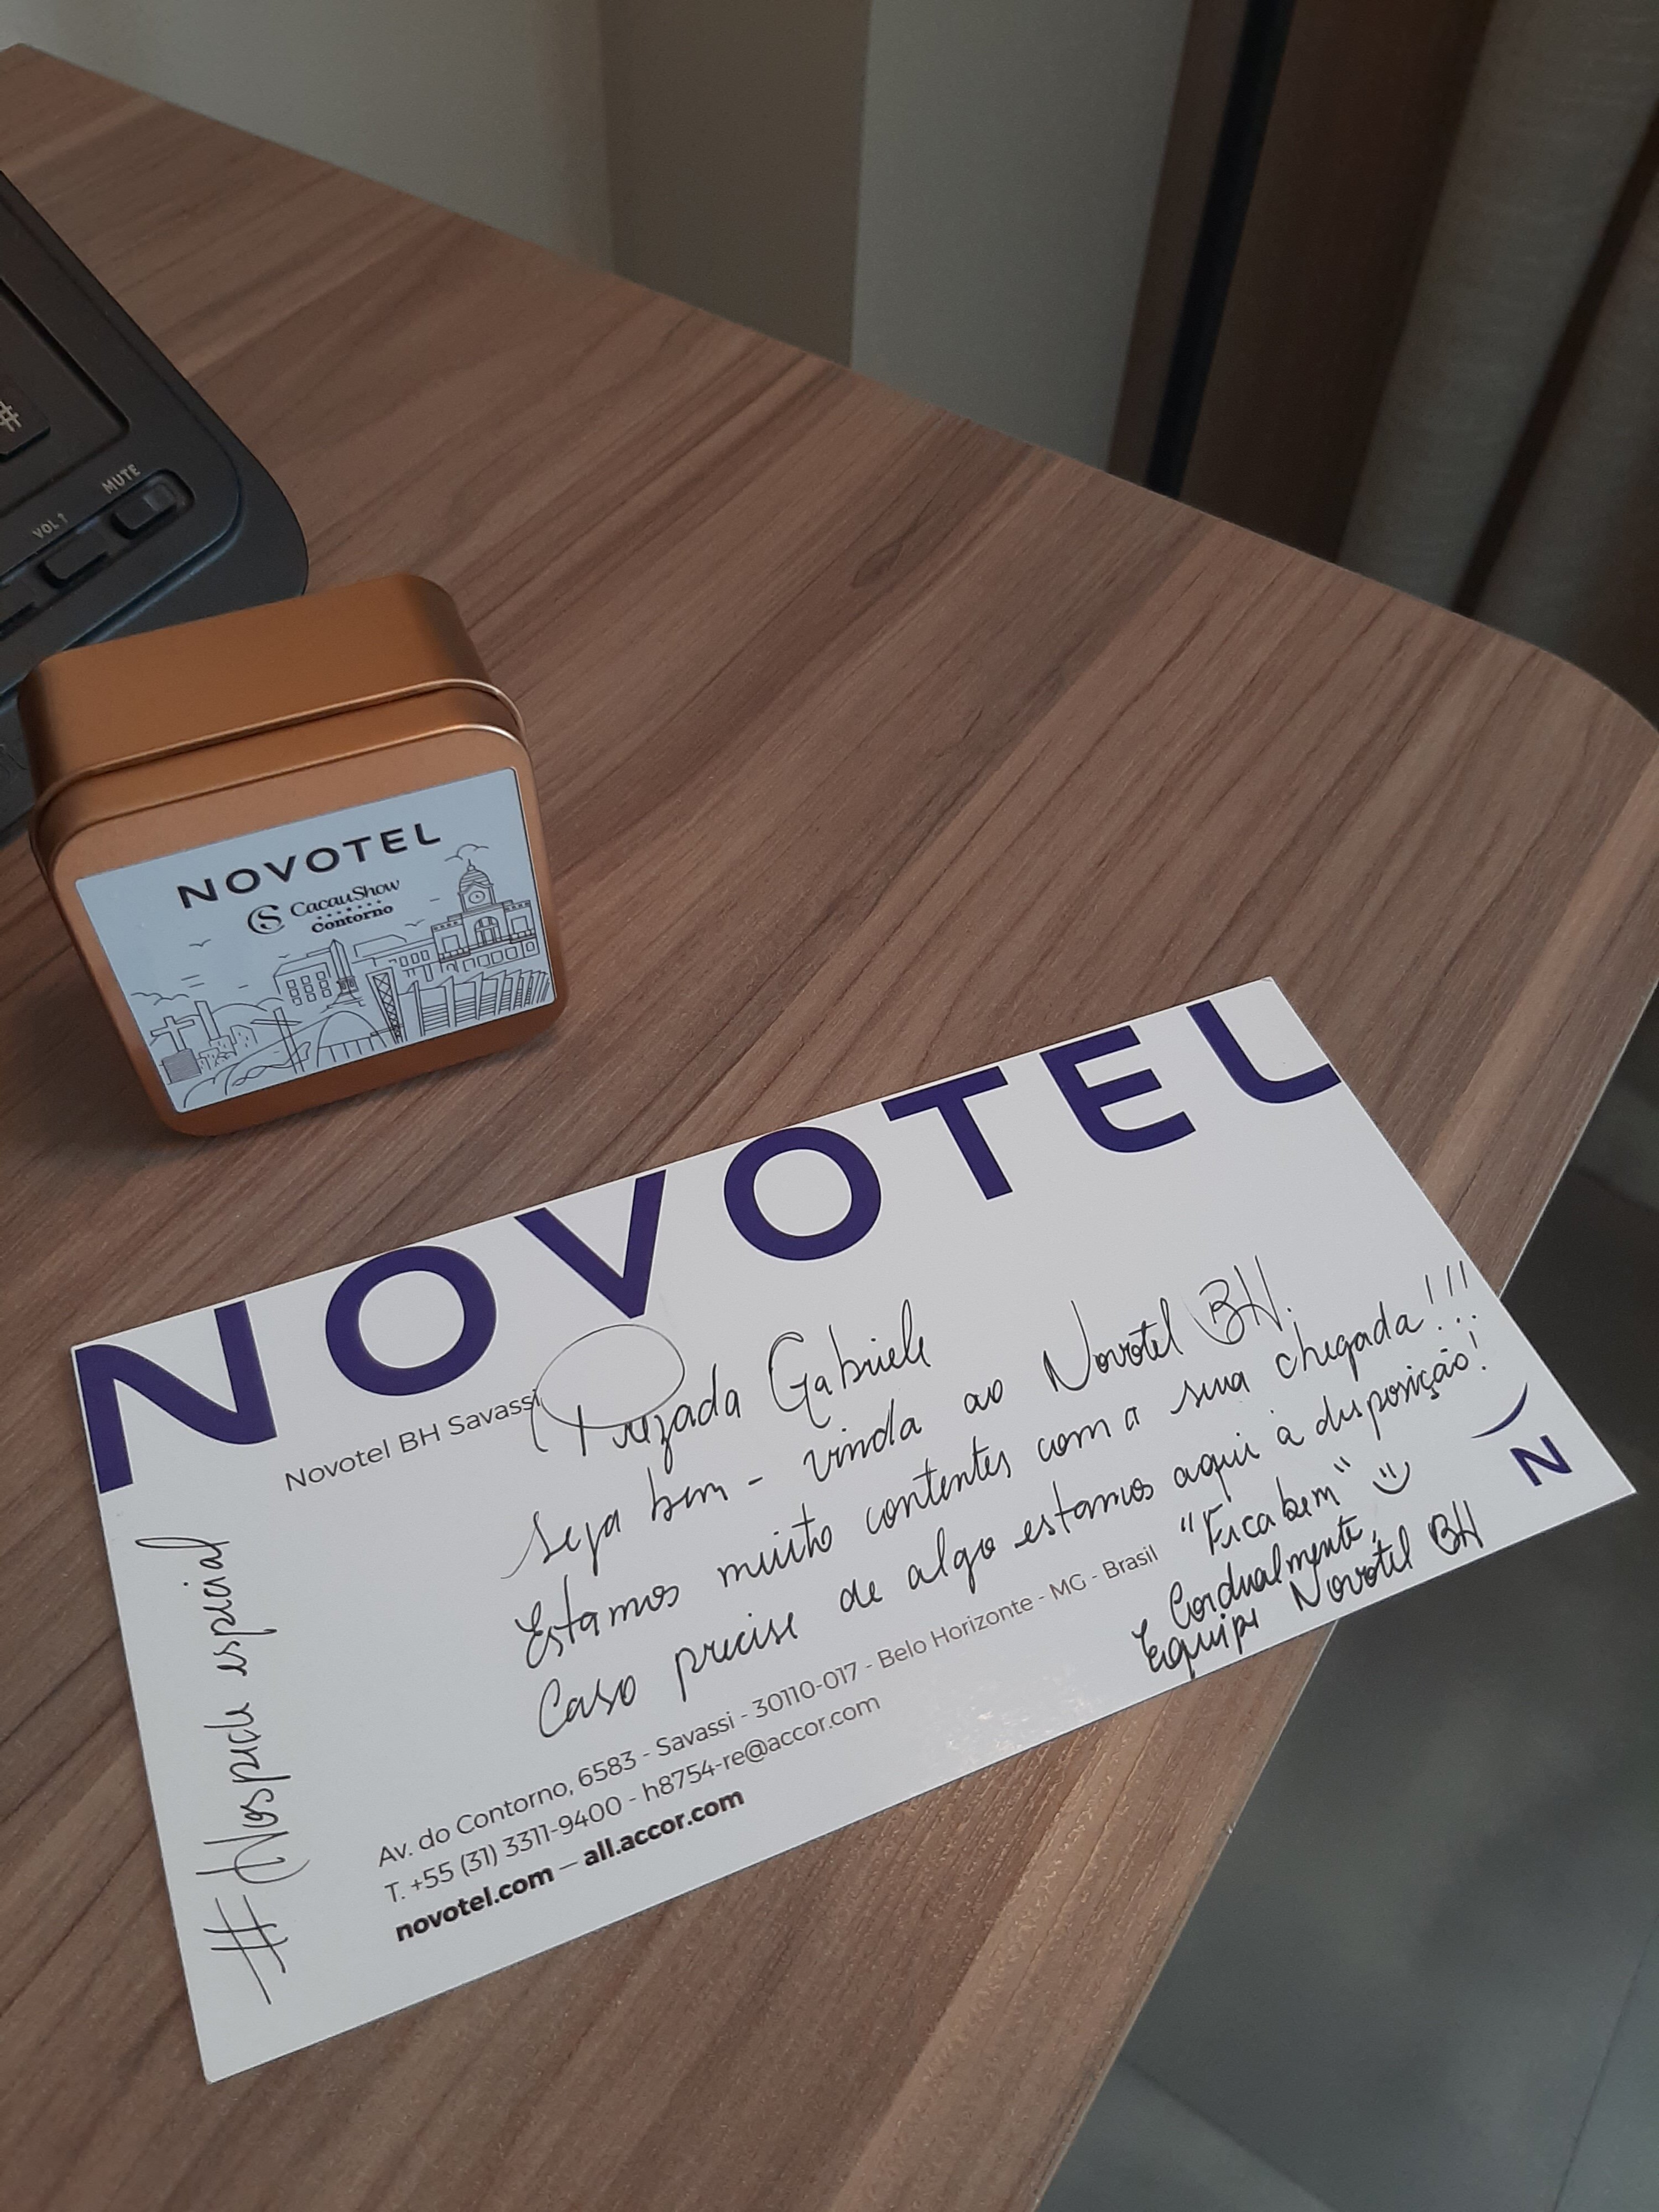 #
MUTE
VOL ↑
NOVOTEL
CS CacauShow
Contorno
NOVOTEL
Novotel BH Savassi
Prezada Gabriele
Seja bem-vinda ao Novotel BH.
Estamos muito contentes com a sua chegada!!!
Caso precise de algo estamos aqui à disposição!
"Fica bem" :)
Cordialmente,
Equipe Novotel BH
N
#Hóspede especial
Av. do Contorno, 6583 - Savassi - 30110-017 - Belo Horizonte - MG - Brasil
T. +55 (31) 3311-9400 - h8754-re@accor.com
novotel.com — all.accor.com